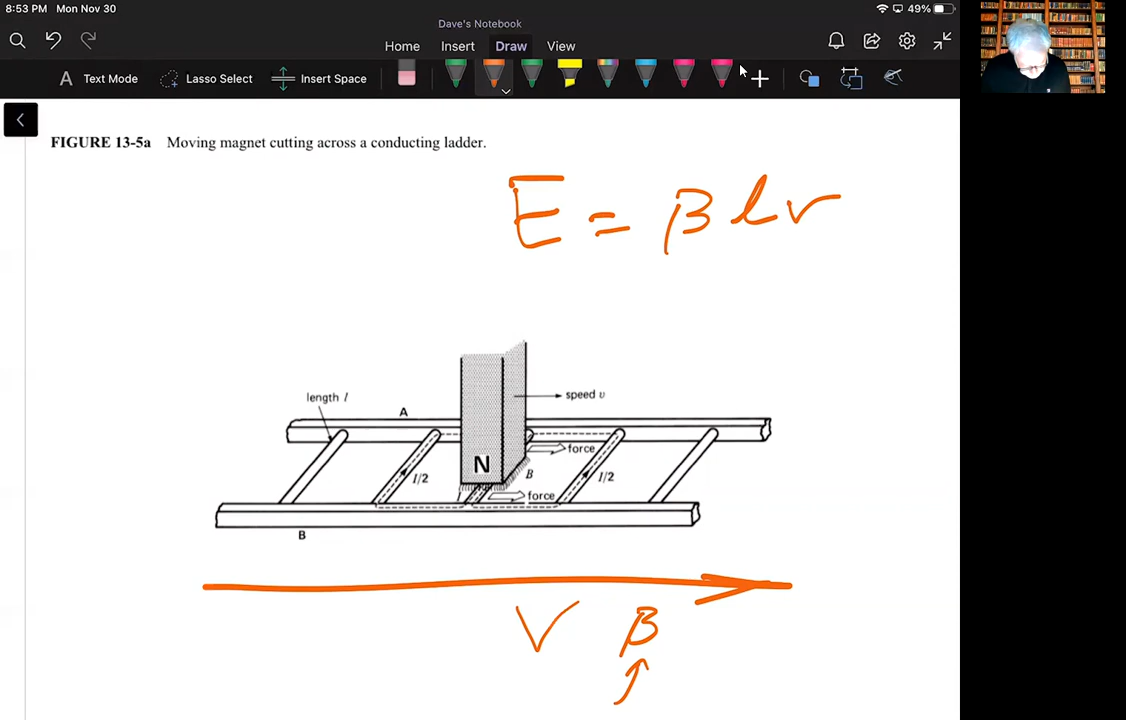 8:53 PM Mon Nov 30
49%
Dave's Notebook
Home Insert Draw View
Text Mode Lasso Select Insert Space
FIGURE 13-5a Moving magnet cutting across a conducting ladder.
E = β l v
length l
A
speed υ
N
force
I/2
B
I/2
I
force
B
V β